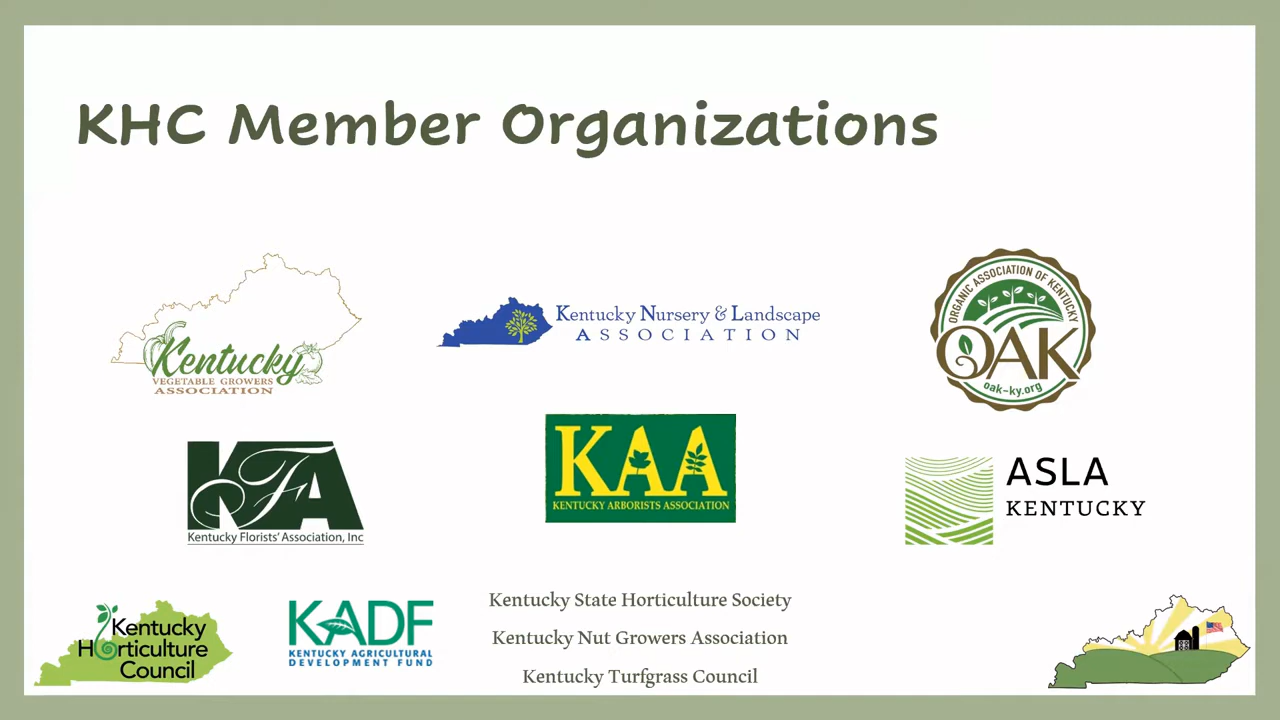 KHC Member Organizations
Kentucky
VEGETABLE GROWERS
ASSOCIATION
Kentucky Nursery & Landscape
ASSOCIATION
ORGANIC ASSOCIATION OF KENTUCKY
OAK
oak-ky.org
KFA
Kentucky Florists' Association, Inc
KAA
KENTUCKY ARBORISTS ASSOCIATION
ASLA
KENTUCKY
Kentucky
Horticulture
Council
KADF
KENTUCKY AGRICULTURAL
DEVELOPMENT FUND
Kentucky State Horticulture Society
Kentucky Nut Growers Association
Kentucky Turfgrass Council